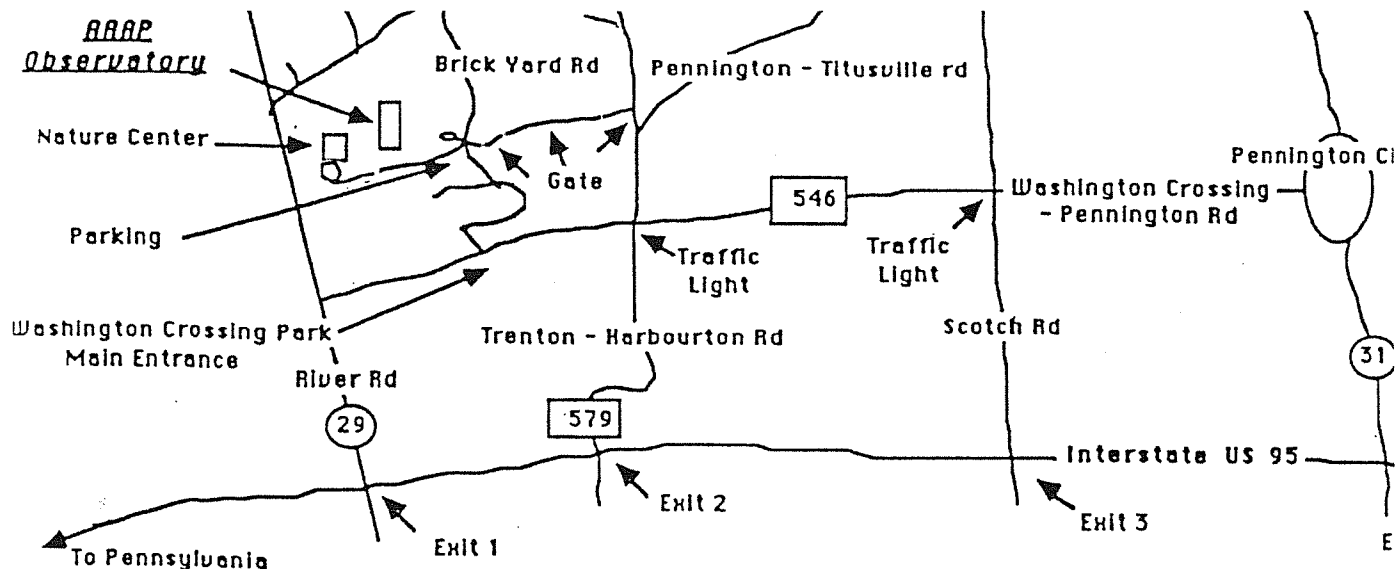 AAAP
Observatory
Brick Yard Rd
Pennington - Titusville rd
Nature Center
Gate
Pennington Ci
546
Washington Crossing
- Pennington Rd
Parking
Traffic
Light
Traffic
Light
Washington Crossing Park
Main Entrance
Trenton - Harbourton Rd
Scotch Rd
River Rd
31
29
579
Interstate US 95
Exit 2
Exit 3
Exit 1
E
To Pennsylvania